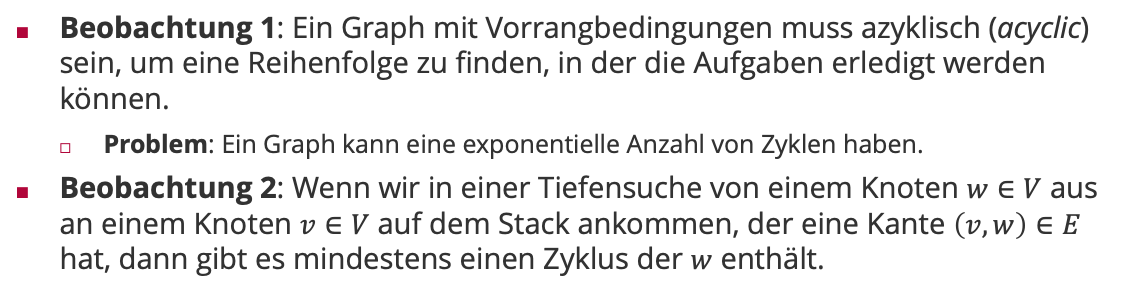 Beobachtung 1: Ein Graph mit Vorrangbedingungen muss azyklisch (acyclic)
sein, um eine Reihenfolge zu finden, in der die Aufgaben erledigt werden
können.
Problem: Ein Graph kann eine exponentielle Anzahl von Zyklen haben.
Beobachtung 2: Wenn wir in einer Tiefensuche von einem Knoten 𝑤 ∈ 𝑉 aus
an einem Knoten 𝑣 ∈ 𝑉 auf dem Stack ankommen, der eine Kante (𝑣, 𝑤) ∈ 𝐸
hat, dann gibt es mindestens einen Zyklus der 𝑤 enthält.